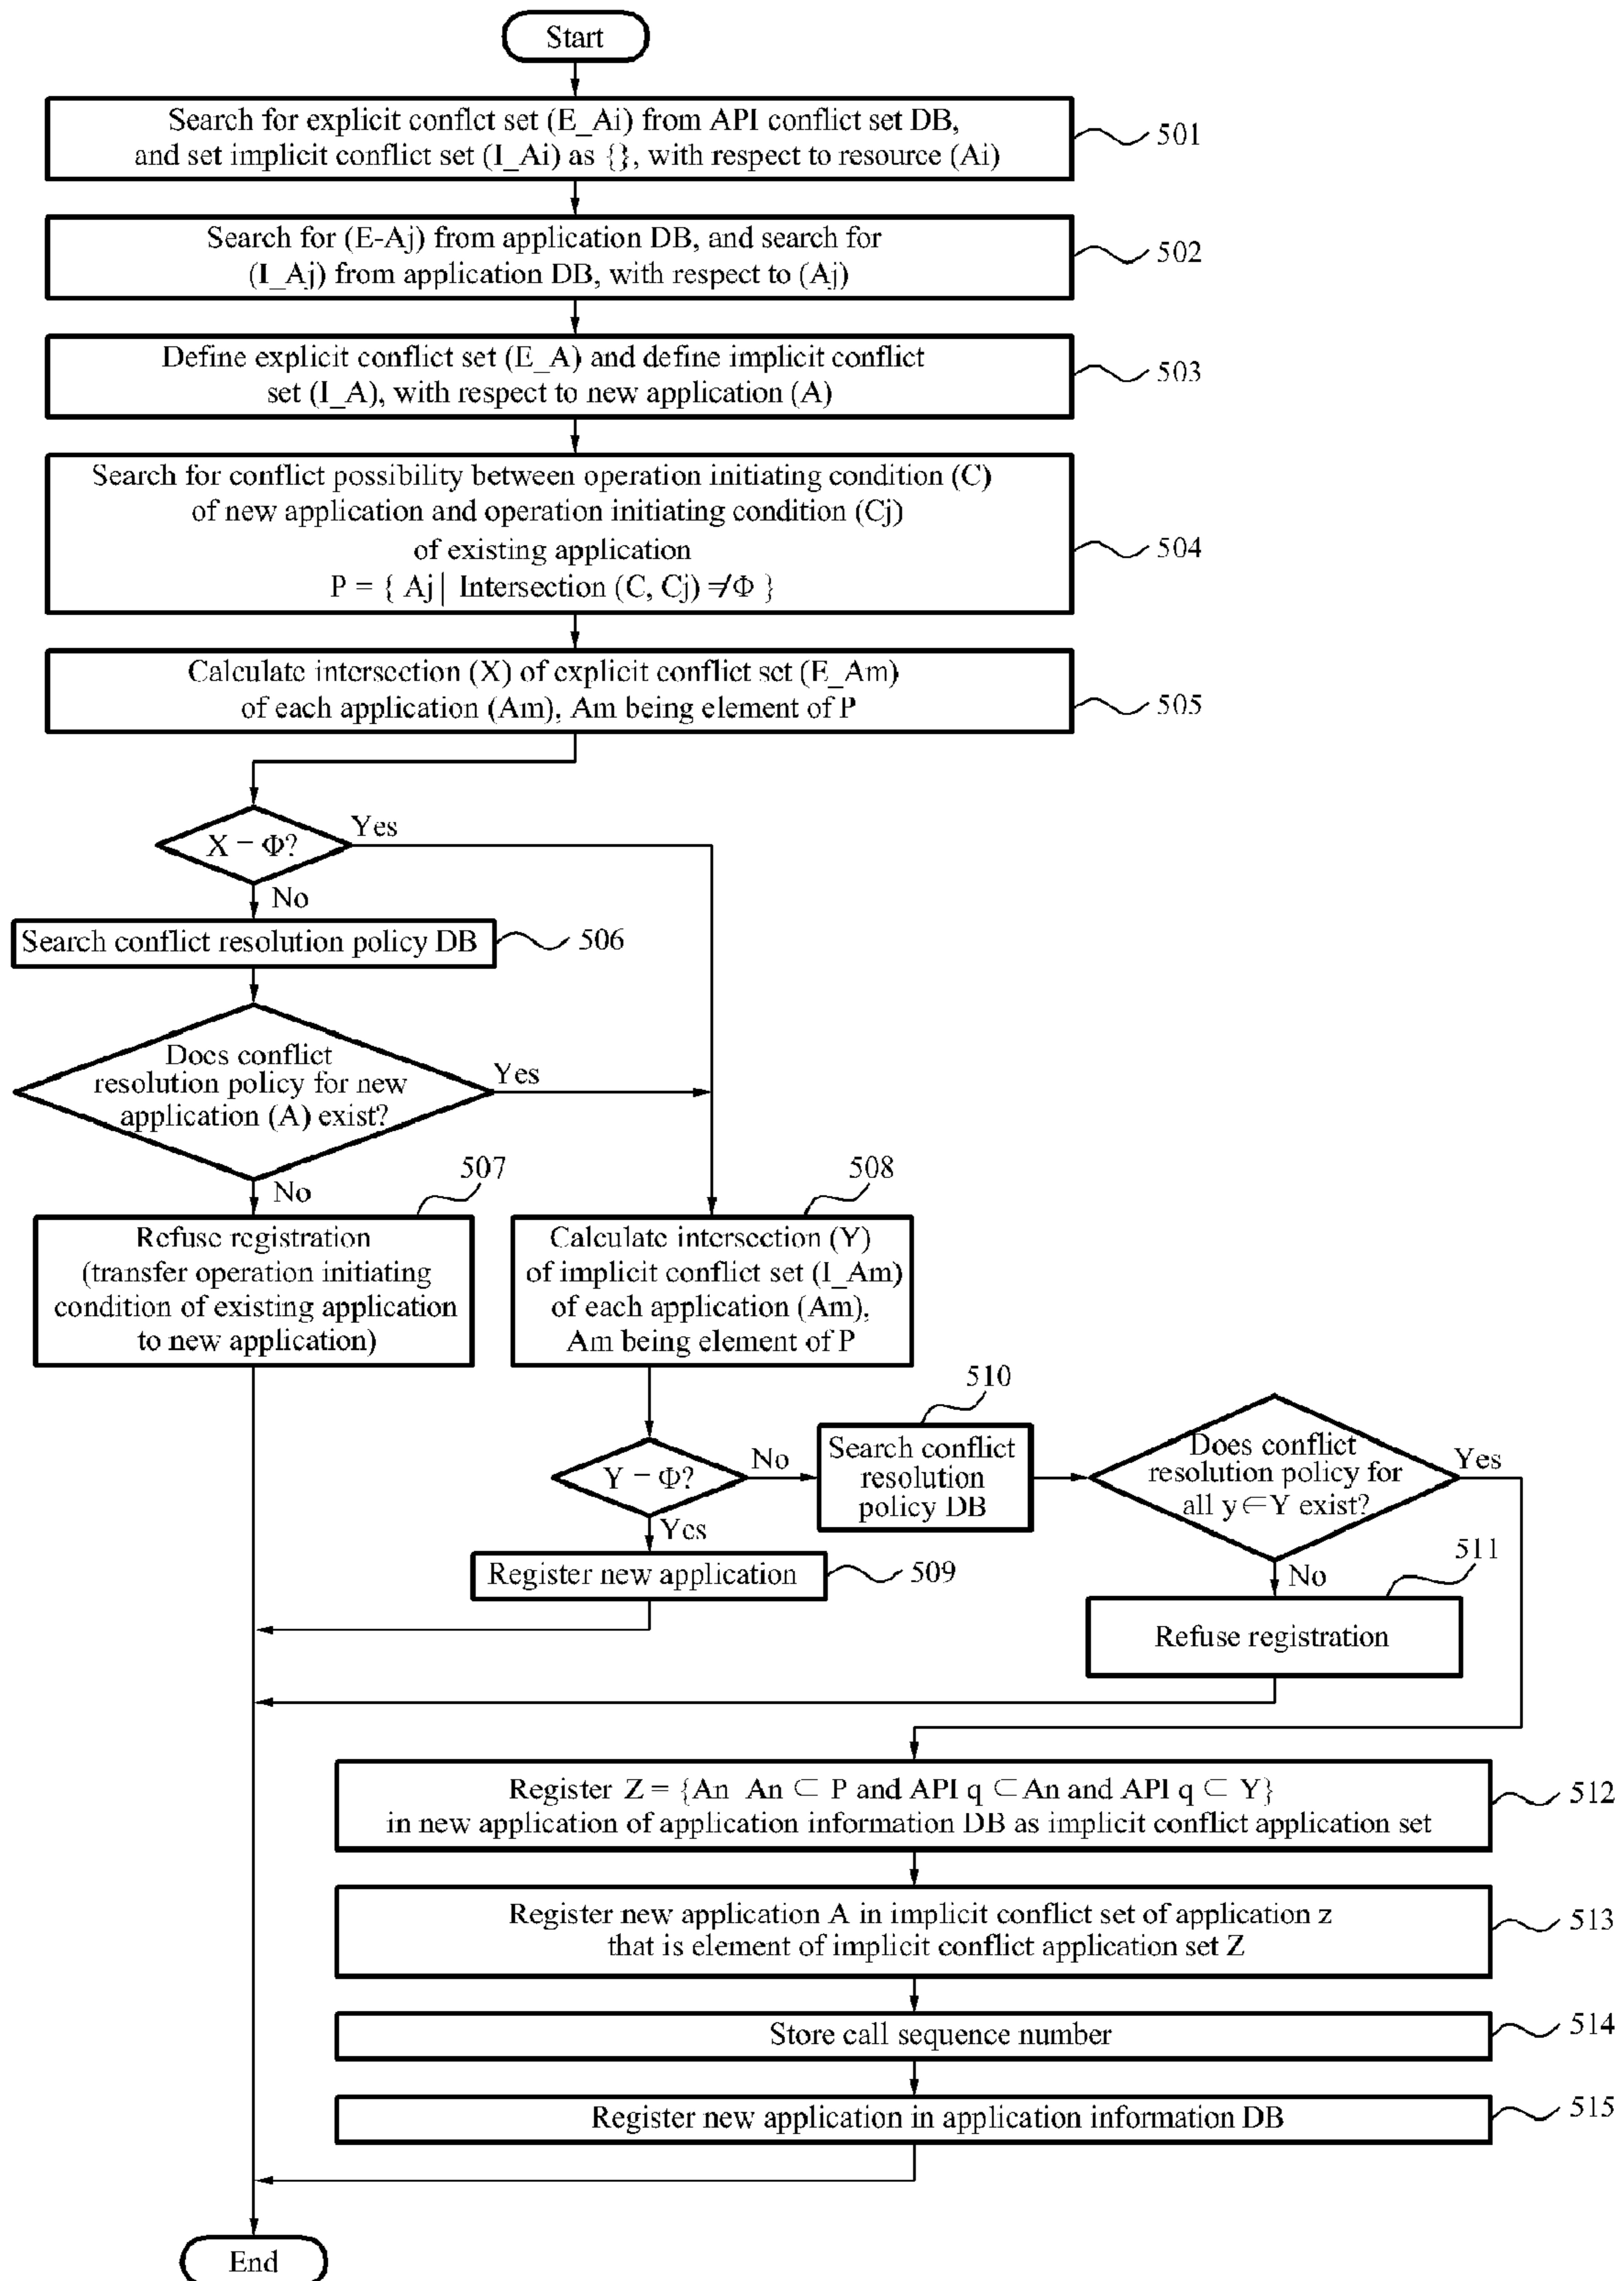 Start
Search for explicit conflct set (E_Ai) from API conflict set DB,
and set implicit conflict set (I_Ai) as {}, with respect to resource (Ai)
501
Search for (E-Aj) from application DB, and search for
(I_Aj) from application DB, with respect to (Aj)
502
Define explicit conflict set (E_A) and define implicit conflict
set (I_A), with respect to new application (A)
503
Search for conflict possibility between operation initiating condition (C)
of new application and operation initiating condition (Cj)
of existing application
P = { Aj| Intersection (C, Cj) ≠Φ }
504
Calculate intersection (X) of explicit conflict set (E_Am)
of each application (Am), Am being element of P
505
X = Φ?
Yes
No
Search conflict resolution policy DB
506
Does conflict
resolution policy for new
application (A) exist?
Yes
No
507
Refuse registration
(transfer operation initiating
condition of existing application
to new application)
508
Calculate intersection (Y)
of implicit conflict set (I_Am)
of each application (Am),
Am being element of P
Y = Φ?
No
Yes
510
Search conflict
resolution
policy DB
Does conflict
resolution policy for
all y∈Y exist?
Yes
No
Register new application
509
511
Refuse registration
Register Z = {An An ⊂ P and API q ⊂An and API q ⊂ Y}
in new application of application information DB as implicit conflict application set
512
Register new application A in implicit conflict set of application z
that is element of implicit conflict application set Z
513
Store call sequence number
514
Register new application in application information DB
515
End